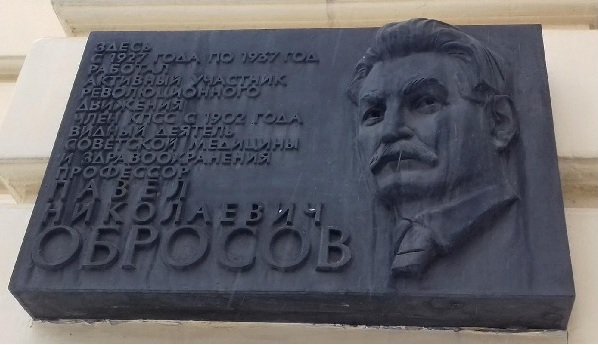 ЗДЕСЬ
С 1927 ГОДА ПО 1937 ГОД
РАБОТАЛ
АКТИВНЫЙ УЧАСТНИК
РЕВОЛЮЦИОННОГО
ДВИЖЕНИЯ
ЧЛЕН КПСС С 1902 ГОДА
ВИДНЫЙ ДЕЯТЕЛЬ
СОВЕТСКОЙ МЕДИЦИНЫ
И ЗДРАВООХРАНЕНИЯ
ПРОФЕССОР
ПАВЕЛ
НИКОЛАЕВИЧ
ОБРОСОВ